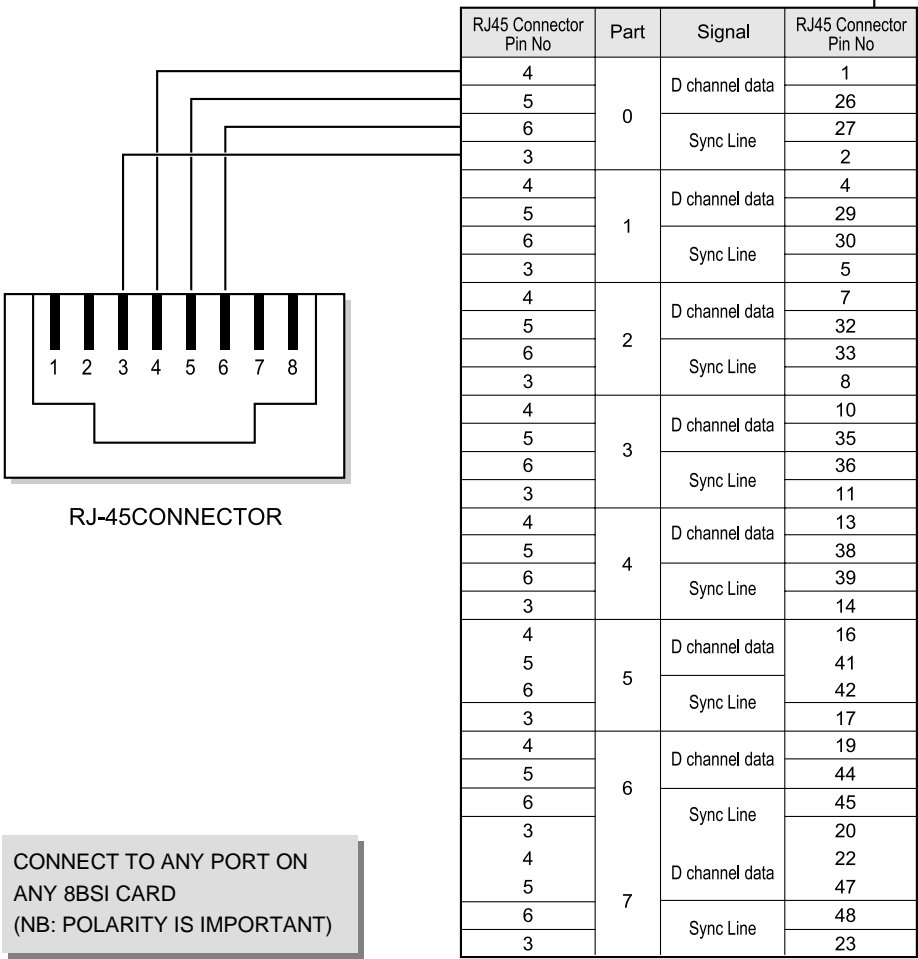 RJ45 Connector Pin No | Part | Signal | RJ45 Connector Pin No
4 | 0 | D channel data | 1
5 | 26
6 | Sync Line | 27
3 | 2
4 | 1 | D channel data | 4
5 | 29
6 | Sync Line | 30
3 | 5
4 | 2 | D channel data | 7
5 | 32
6 | Sync Line | 33
3 | 8
4 | 3 | D channel data | 10
5 | 35
6 | Sync Line | 36
3 | 11
4 | 4 | D channel data | 13
5 | 38
6 | Sync Line | 39
3 | 14
4 | 5 | D channel data | 16
5 | 41
6 | Sync Line | 42
3 | 17
4 | 6 | D channel data | 19
5 | 44
6 | Sync Line | 45
3 | 20
4 | 7 | D channel data | 22
5 | 47
6 | Sync Line | 48
3 | 23
1 2 3 4 5 6 7 8
RJ-45CONNECTOR
CONNECT TO ANY PORT ON
ANY 8BSI CARD
(NB: POLARITY IS IMPORTANT)